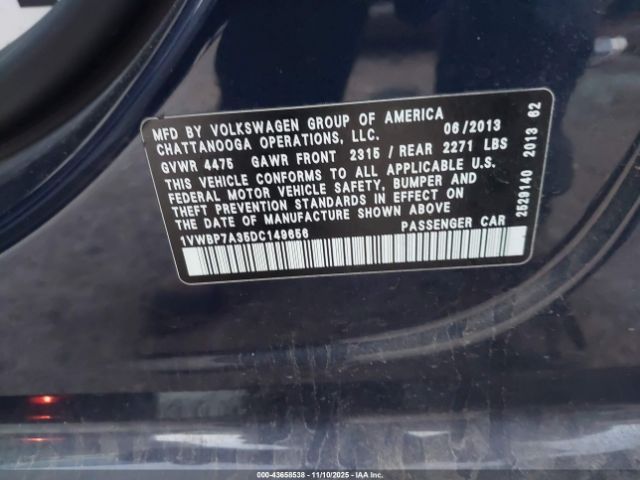 MFD BY VOLKSWAGEN GROUP OF AMERICA
CHATTANOOGA OPERATIONS, LLC. 06/2013
GVWR 4475 GAWR FRONT 2315 / REAR 2271 LBS
THIS VEHICLE CONFORMS TO ALL APPLICABLE U.S.
FEDERAL MOTOR VEHICLE SAFETY, BUMPER AND
THEFT PREVENTION STANDARDS IN EFFECT ON
DATE OF MANUFACTURE SHOWN ABOVE
1VWBP7A35DC149656 PASSENGER CAR
2529140 2013 62
000-43658538 - 11/10/2025 - IAA Inc.